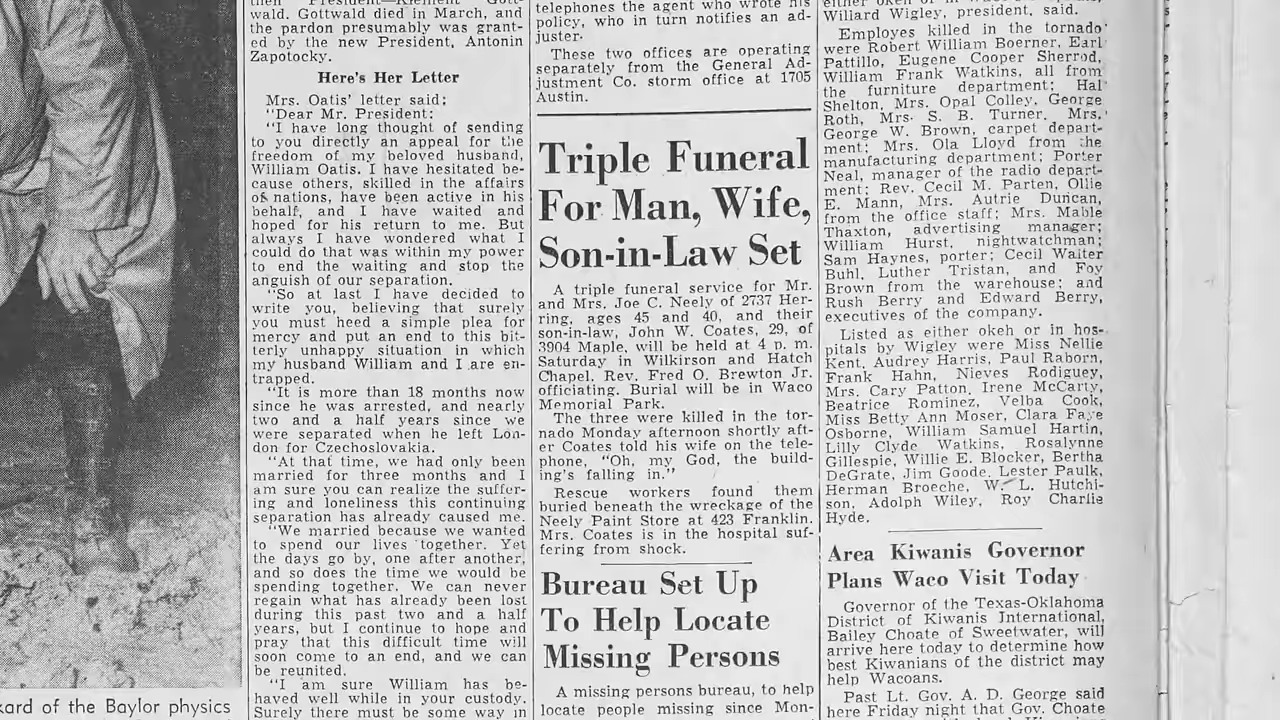 then President—Klement Gott-
wald. Gottwald died in March, and
the pardon presumably was grant-
ed by the new President, Antonin
Zapotocky.
Here's Her Letter
Mrs. Oatis' letter said:
"Dear Mr. President:
"I have long thought of sending
to you directly an appeal for the
freedom of my beloved husband,
William Oatis. I have hesitated be-
cause others, skilled in the affairs
of nations, have been active in his
behalf, and I have waited and
hoped for his return to me. But
always I have wondered what I
could do that was within my power
to end the waiting and stop the
anguish of our separation.
"So at last I have decided to
write you, believing that surely
you must heed a simple plea for
mercy and put an end to this bit-
terly unhappy situation in which
my husband William and I are en-
trapped.
"It is more than 18 months now
since he was arrested, and nearly
two and a half years since we
were separated when he left Lon-
don for Czechoslovakia.
"At that time, we had only been
married for three months and I
am sure you can realize the suffer-
ing and loneliness this continuing
separation has already caused me.
"We married because we wanted
to spend our lives together. Yet
the days go by, one after another,
and so does the time we would be
spending together. We can never
regain what has already been lost
during this past two and a half
years, but I continue to hope and
pray that this difficult time will
soon come to an end, and we can
be reunited.
"I am sure William has be-
haved well while in your custody.
Surely there must be some way in
kard of the Baylor physics
telephones the agent who wrote his
policy, who in turn notifies an ad-
juster.
These two offices are operating
separately from the General Ad-
justment Co. storm office at 1705
Austin.
Triple Funeral
For Man, Wife,
Son-in-Law Set
A triple funeral service for Mr.
and Mrs. Joe C. Neely of 2737 Her-
ring, ages 45 and 40, and their
son-in-law, John W. Coates, 29, of
3904 Maple, will be held at 4 p. m.
Saturday in Wilkirson and Hatch
Chapel, Rev. Fred O. Brewton Jr.
officiating. Burial will be in Waco
Memorial Park.
The three were killed in the tor-
nado Monday afternoon shortly aft-
er Coates told his wife on the tele-
phone, "Oh, my God, the build-
ing's falling in."
Rescue workers found them
buried beneath the wreckage of the
Neely Paint Store at 423 Franklin.
Mrs. Coates is in the hospital suf-
fering from shock.
Bureau Set Up
To Help Locate
Missing Persons
A missing persons bureau, to help
locate people missing since Mon-
Willard Wigley, president, said.
Employes killed in the tornado
were Robert William Boerner, Earl
Pattillo, Eugene Cooper Sherrod,
William Frank Watkins, all from
the furniture department; Hal
Shelton, Mrs. Opal Colley, George
Roth, Mrs. S. B. Turner, Mrs.
George W. Brown, carpet depart-
ment; Mrs. Ola Lloyd from the
manufacturing department; Porter
Neal, manager of the radio depart-
ment; Rev. Cecil M. Parten, Ollie
E. Mann, Mrs. Autrie Duncan,
from the office staff; Mrs. Mable
Thaxton, advertising manager;
William Hurst, nightwatchman;
Sam Haynes, porter; Cecil Walter
Buhl, Luther Tristan, and Foy
Brown from the warehouse; and
Rush Berry and Edward Berry,
executives of the company.
Listed as either okeh or in hos-
pitals by Wigley were Miss Nellie
Kent, Audrey Harris, Paul Raborn,
Frank Hahn, Nieves Rodiguey,
Mrs. Cary Patton, Irene McCarty,
Beatrice Rominez, Velba Cook,
Miss Betty Ann Moser, Clara Faye
Osborne, William Samuel Hartin,
Lilly Clyde Watkins, Rosalynne
Gillespie, Willie E. Blocker, Bertha
DeGrate, Jim Goode, Lester Paulk,
Herman Broeche, W. L. Hutchi-
son, Adolph Wiley, Roy Charlie
Hyde.
Area Kiwanis Governor
Plans Waco Visit Today
Governor of the Texas-Oklahoma
District of Kiwanis International,
Bailey Choate of Sweetwater, will
arrive here today to determine how
best Kiwanians of the district may
help Wacoans.
Past Lt. Gov. A. D. George said
here Friday night that Gov. Choate